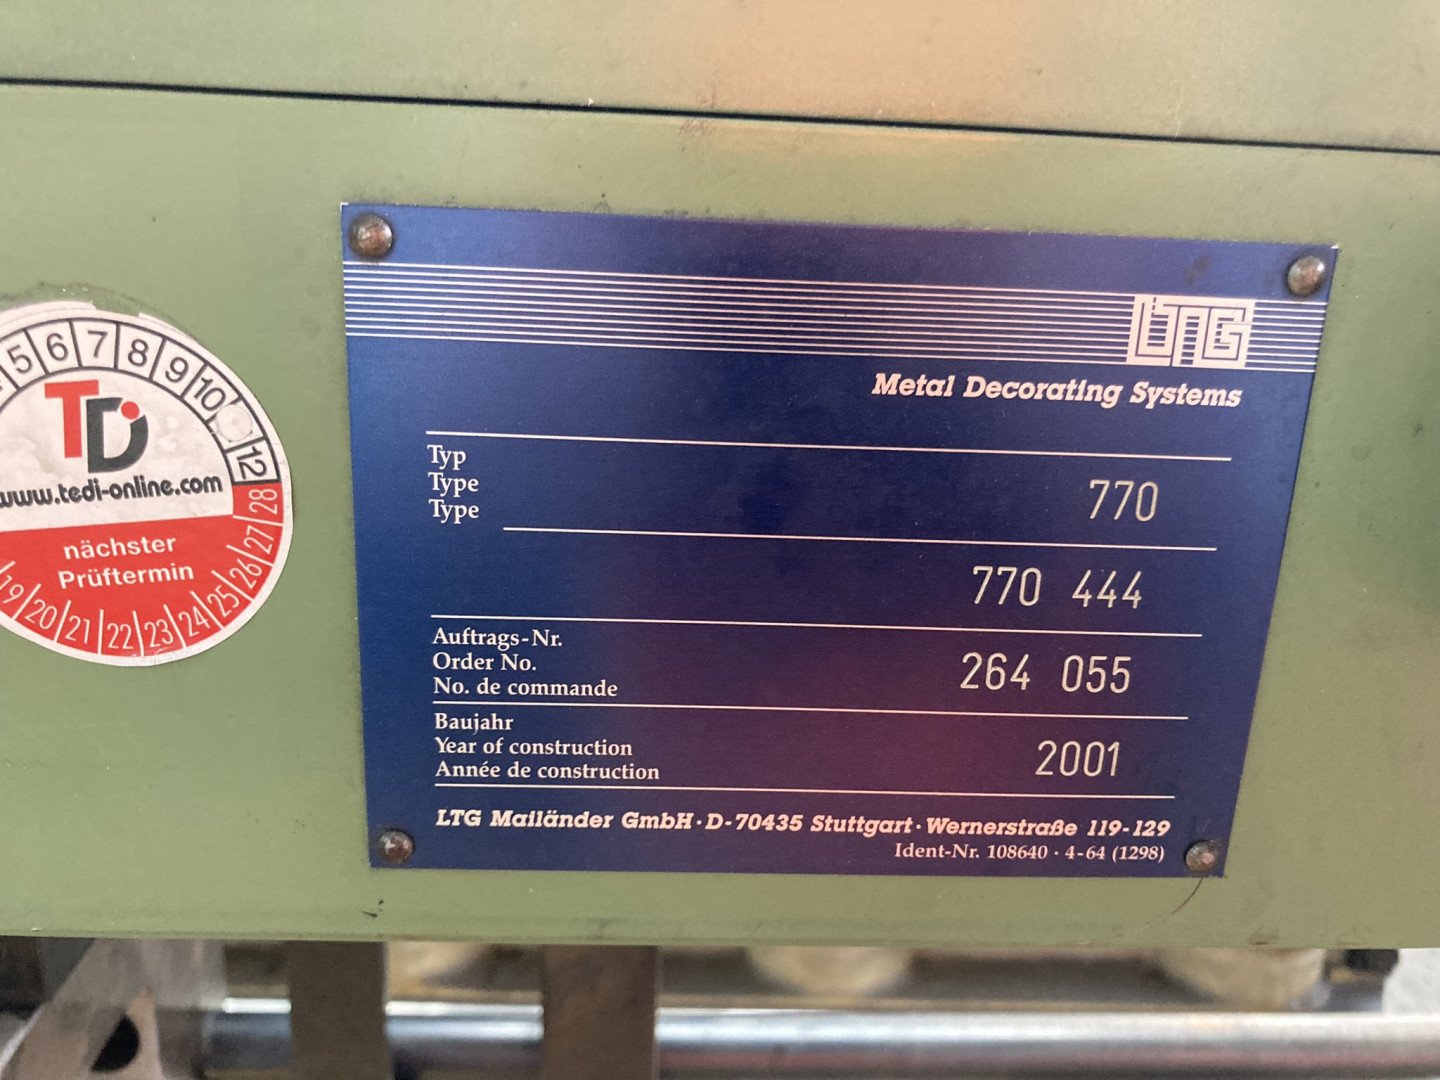 5 6 7 8 9 10 12
TDi
www.tedi-online.com
nächster
Prüftermin
19 20 21 22 23 24 25 26 27 28
LTG
Metal Decorating Systems
Typ
Type
Type
770
770 444
Auftrags-Nr.
Order No.
No. de commande
264 055
Baujahr
Year of construction
Année de construction
2001
LTG Mailänder GmbH · D-70435 Stuttgart · Wernerstraße 119-129
Ident-Nr. 108640 · 4-64 (1298)